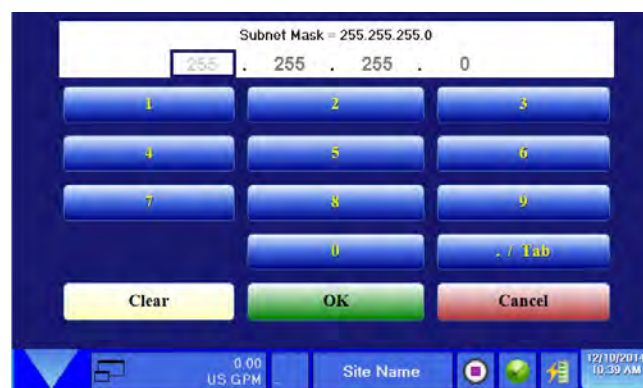 Subnet Mask = 255.255.255.0
255 . 255 . 255 . 0
1 2 3
4 5 6
7 8 9
0 . / Tab
Clear OK Cancel
0.00 12/10/2014
US GPM Site Name 10:39 AM